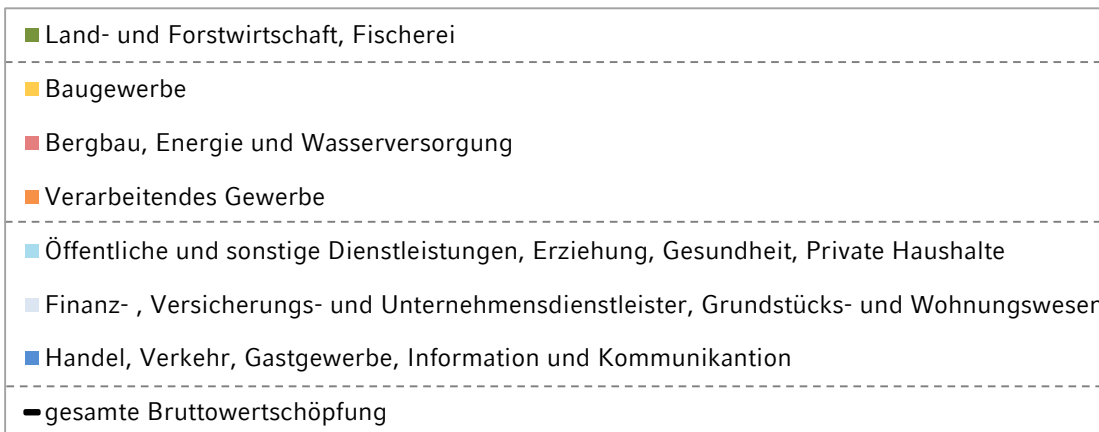 Land- und Forstwirtschaft, Fischerei
Baugewerbe
Bergbau, Energie und Wasserversorgung
Verarbeitendes Gewerbe
Öffentliche und sonstige Dienstleistungen, Erziehung, Gesundheit, Private Haushalte
Finanz- , Versicherungs- und Unternehmensdienstleister, Grundstücks- und Wohnungswesen
Handel, Verkehr, Gastgewerbe, Information und Kommunikantion
gesamte Bruttowertschöpfung